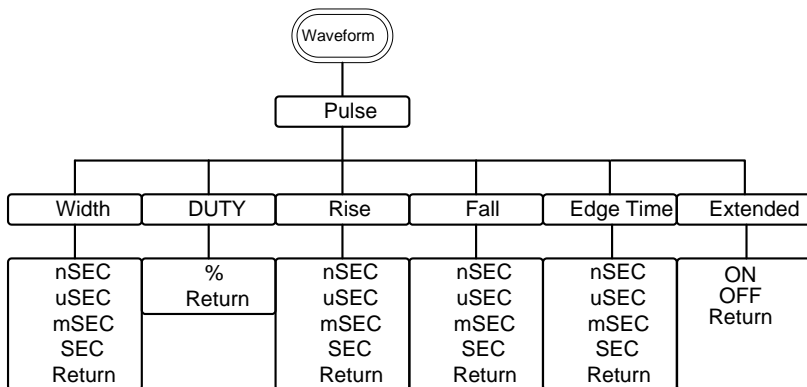 Waveform
Pulse
Width
DUTY
Rise
Fall
Edge Time
Extended
nSEC
uSEC
mSEC
SEC
Return
%
Return
nSEC
uSEC
mSEC
SEC
Return
nSEC
uSEC
mSEC
SEC
Return
nSEC
uSEC
mSEC
SEC
Return
ON
OFF
Return